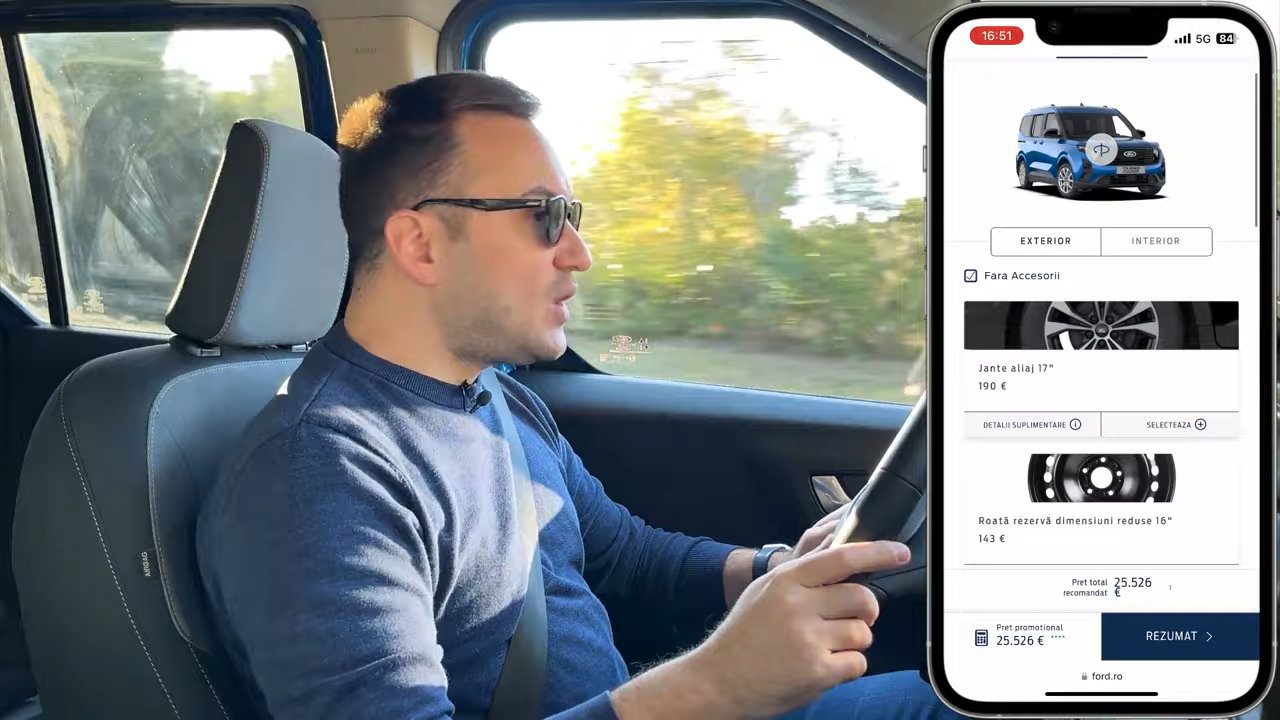 AIRBAG
16:51
5G 84
EXTERIOR
INTERIOR
Fara Accesorii
Jante aliaj 17"
190 €
DETALII SUPLIMENTARE
SELECTEAZA
Roată rezervă dimensiuni reduse 16"
143 €
Pret total
recomandat
25.526
€
1
Pret promotional
25.526 €
REZUMAT
ford.ro